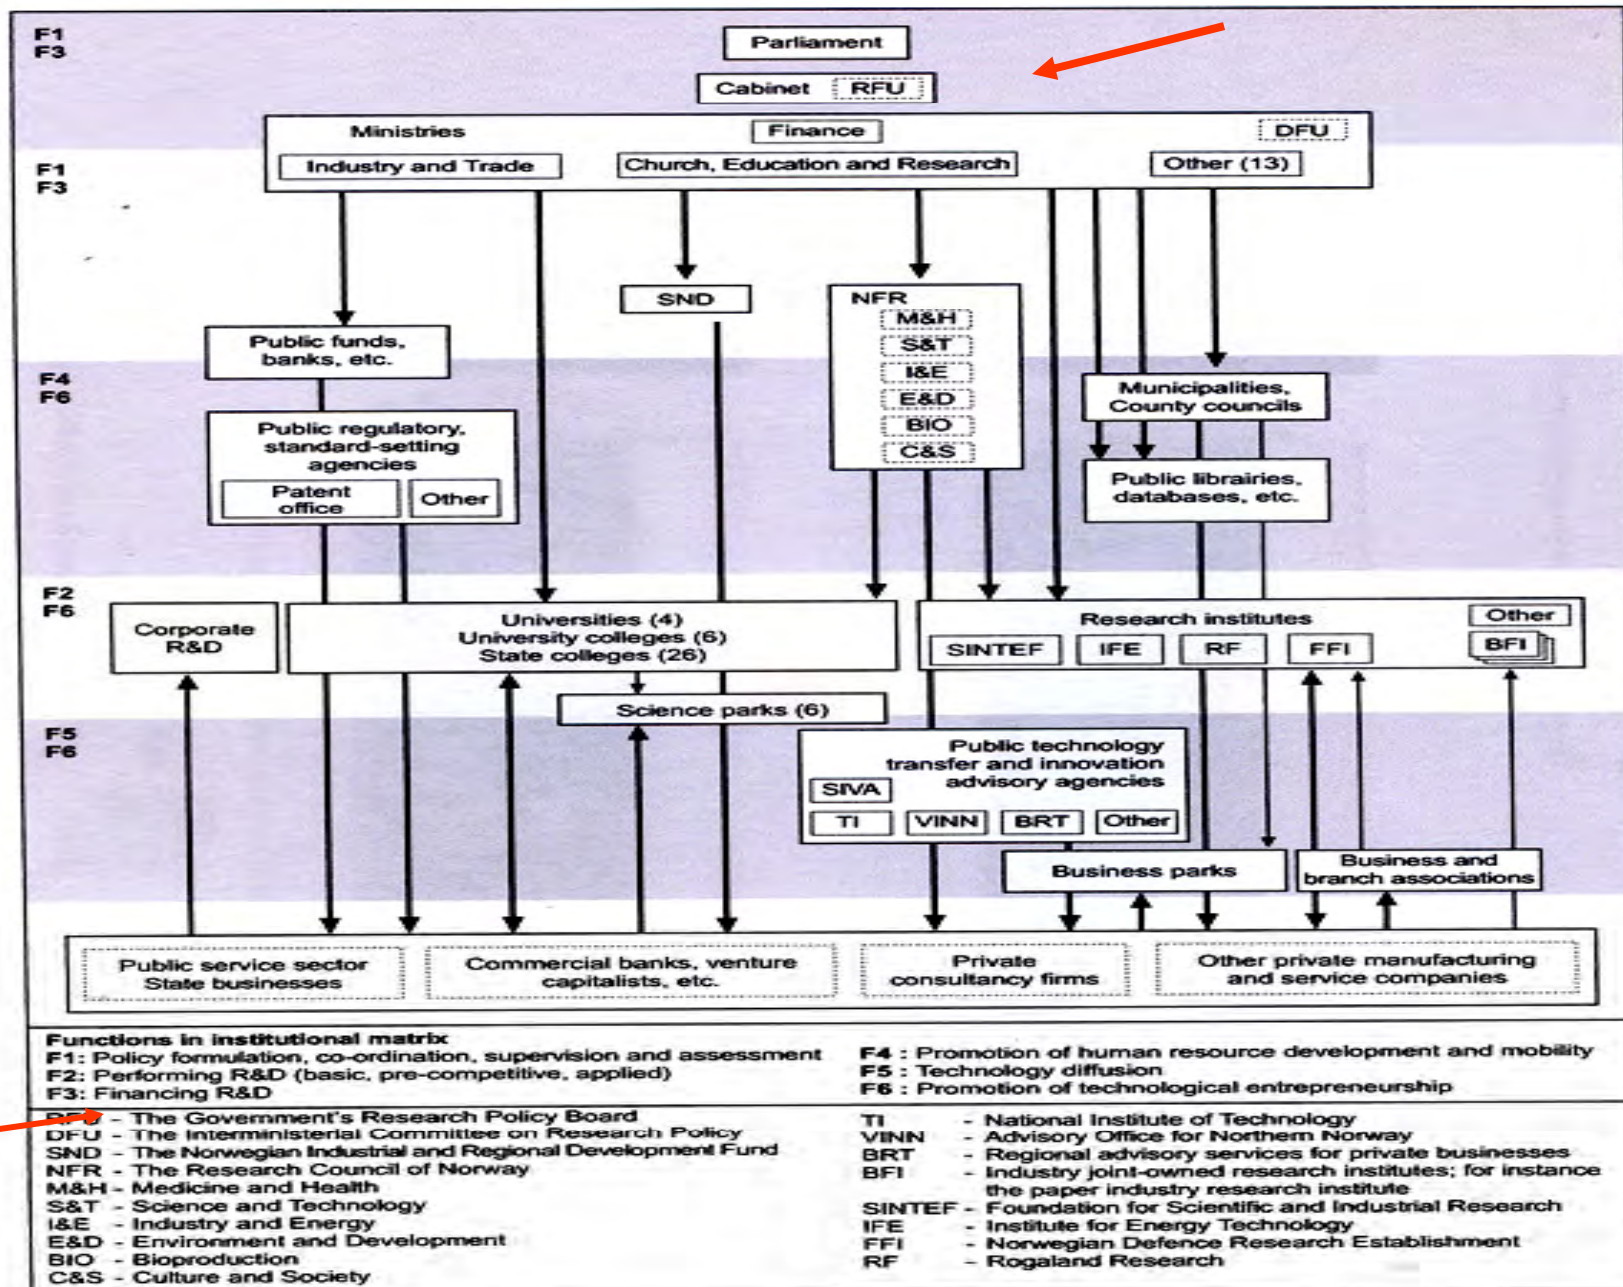 F1
F3
Parliament
Cabinet RFU
Ministries Finance DFU
F1
F3
Industry and Trade Church, Education and Research Other (13)
SND
NFR
M&H
S&T
I&E
E&D
BIO
C&S
Public funds,
banks, etc.
F4
F6
Municipalities,
County councils
Public regulatory,
standard-setting
agencies
Patent
office
Other
Public librairies,
databases, etc.
F2
F6
Corporate
R&D
Universities (4)
University colleges (6)
State colleges (26)
Research institutes
Other
SINTEF IFE RF FFI BFI
Science parks (6)
F5
F6
Public technology
transfer and innovation
advisory agencies
SIVA
TI VINN BRT Other
Business parks
Business and
branch associations
Public service sector
State businesses
Commercial banks, venture
capitalists, etc.
Private
consultancy firms
Other private manufacturing
and service companies
Functions in institutional matrix
F1: Policy formulation, co-ordination, supervision and assessment
F2: Performing R&D (basic, pre-competitive, applied)
F3: Financing R&D
F4 : Promotion of human resource development and mobility
F5 : Technology diffusion
F6 : Promotion of technological entrepreneurship
RFU - The Government's Research Policy Board
DFU - The Interministerial Committee on Research Policy
SND - The Norwegian Industrial and Regional Development Fund
NFR - The Research Council of Norway
M&H - Medicine and Health
S&T - Science and Technology
I&E - Industry and Energy
E&D - Environment and Development
BIO - Bioproduction
C&S - Culture and Society
TI - National Institute of Technology
VINN - Advisory Office for Northern Norway
BRT - Regional advisory services for private businesses
BFI - Industry joint-owned research institutes; for instance
the paper industry research institute
SINTEF - Foundation for Scientific and Industrial Research
IFE - Institute for Energy Technology
FFI - Norwegian Defence Research Establishment
RF - Rogaland Research